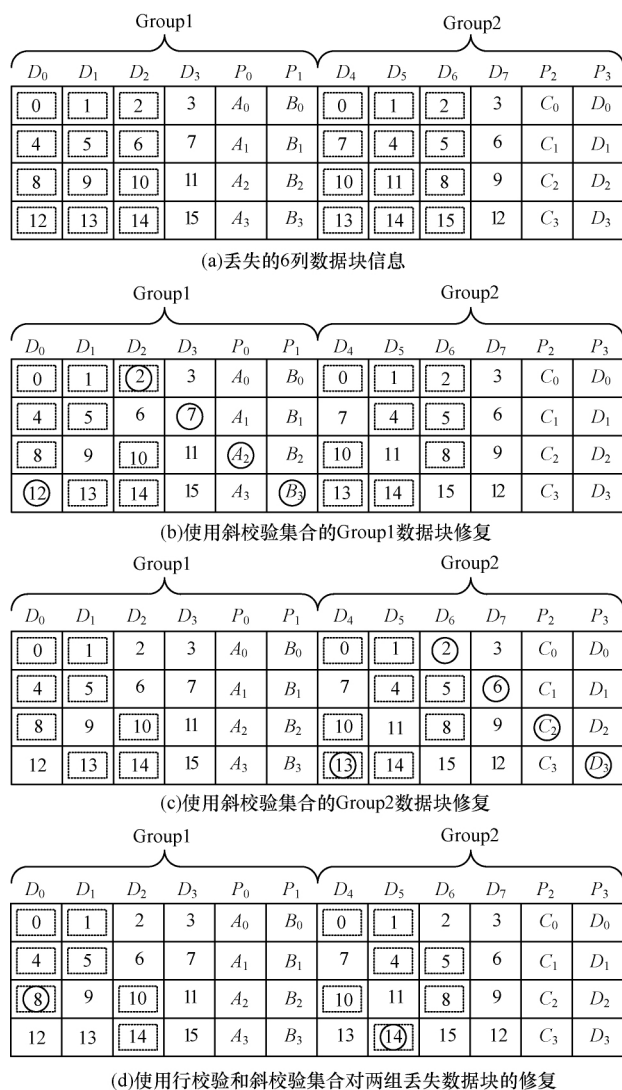 Group1 Group2
D₀ D₁ D₂ D₃ P₀ P₁ D₄ D₅ D₆ D₇ P₂ P₃
0 1 2 3 A₀ B₀ 0 1 2 3 C₀ D₀
4 5 6 7 A₁ B₁ 7 4 5 6 C₁ D₁
8 9 10 11 A₂ B₂ 10 11 8 9 C₂ D₂
12 13 14 15 A₃ B₃ 13 14 15 12 C₃ D₃
(a)丢失的6列数据块信息
Group1 Group2
D₀ D₁ D₂ D₃ P₀ P₁ D₄ D₅ D₆ D₇ P₂ P₃
0 1 2 3 A₀ B₀ 0 1 2 3 C₀ D₀
4 5 6 7 A₁ B₁ 7 4 5 6 C₁ D₁
8 9 10 11 A₂ B₂ 10 11 8 9 C₂ D₂
12 13 14 15 A₃ B₃ 13 14 15 12 C₃ D₃
(b)使用斜校验集合的Group1数据块修复
Group1 Group2
D₀ D₁ D₂ D₃ P₀ P₁ D₄ D₅ D₆ D₇ P₂ P₃
0 1 2 3 A₀ B₀ 0 1 2 3 C₀ D₀
4 5 6 7 A₁ B₁ 7 4 5 6 C₁ D₁
8 9 10 11 A₂ B₂ 10 11 8 9 C₂ D₂
12 13 14 15 A₃ B₃ 13 14 15 12 C₃ D₃
(c)使用斜校验集合的Group2数据块修复
Group1 Group2
D₀ D₁ D₂ D₃ P₀ P₁ D₄ D₅ D₆ D₇ P₂ P₃
0 1 2 3 A₀ B₀ 0 1 2 3 C₀ D₀
4 5 6 7 A₁ B₁ 7 4 5 6 C₁ D₁
8 9 10 11 A₂ B₂ 10 11 8 9 C₂ D₂
12 13 14 15 A₃ B₃ 13 14 15 12 C₃ D₃
(d)使用行校验和斜校验集合对两组丢失数据块的修复